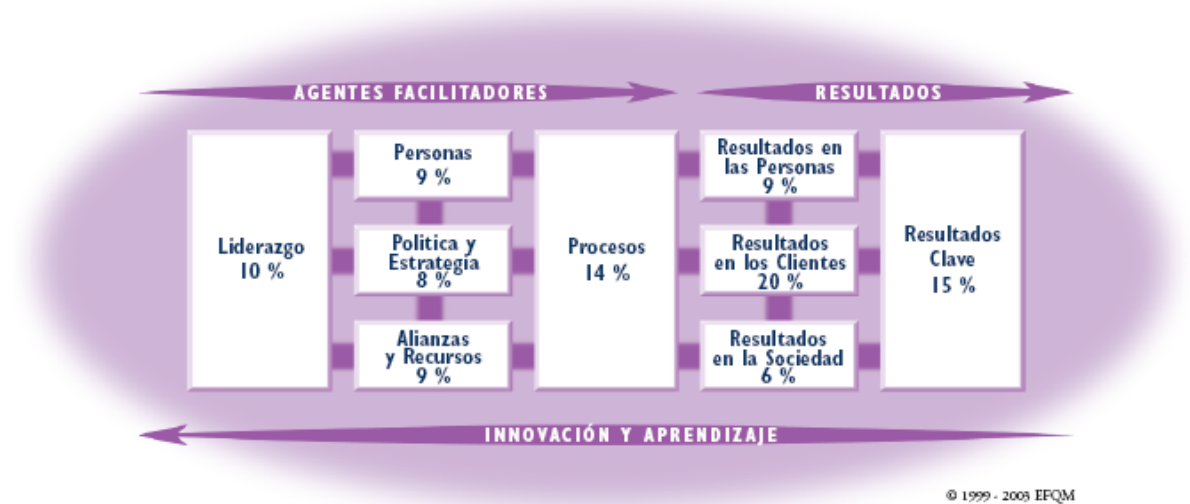 AGENTES FACILITADORES
RESULTADOS
Liderazgo
10 %
Personas
9 %
Politica y
Estrategia
8 %
Alianzas
y Recursos
9 %
Procesos
14 %
Resultados en
las Personas
9 %
Resultados
en los Clientes
20 %
Resultados
en la Sociedad
6 %
Resultados
Clave
15 %
INNOVACIÓN Y APRENDIZAJE
© 1999 - 2003 EFQM